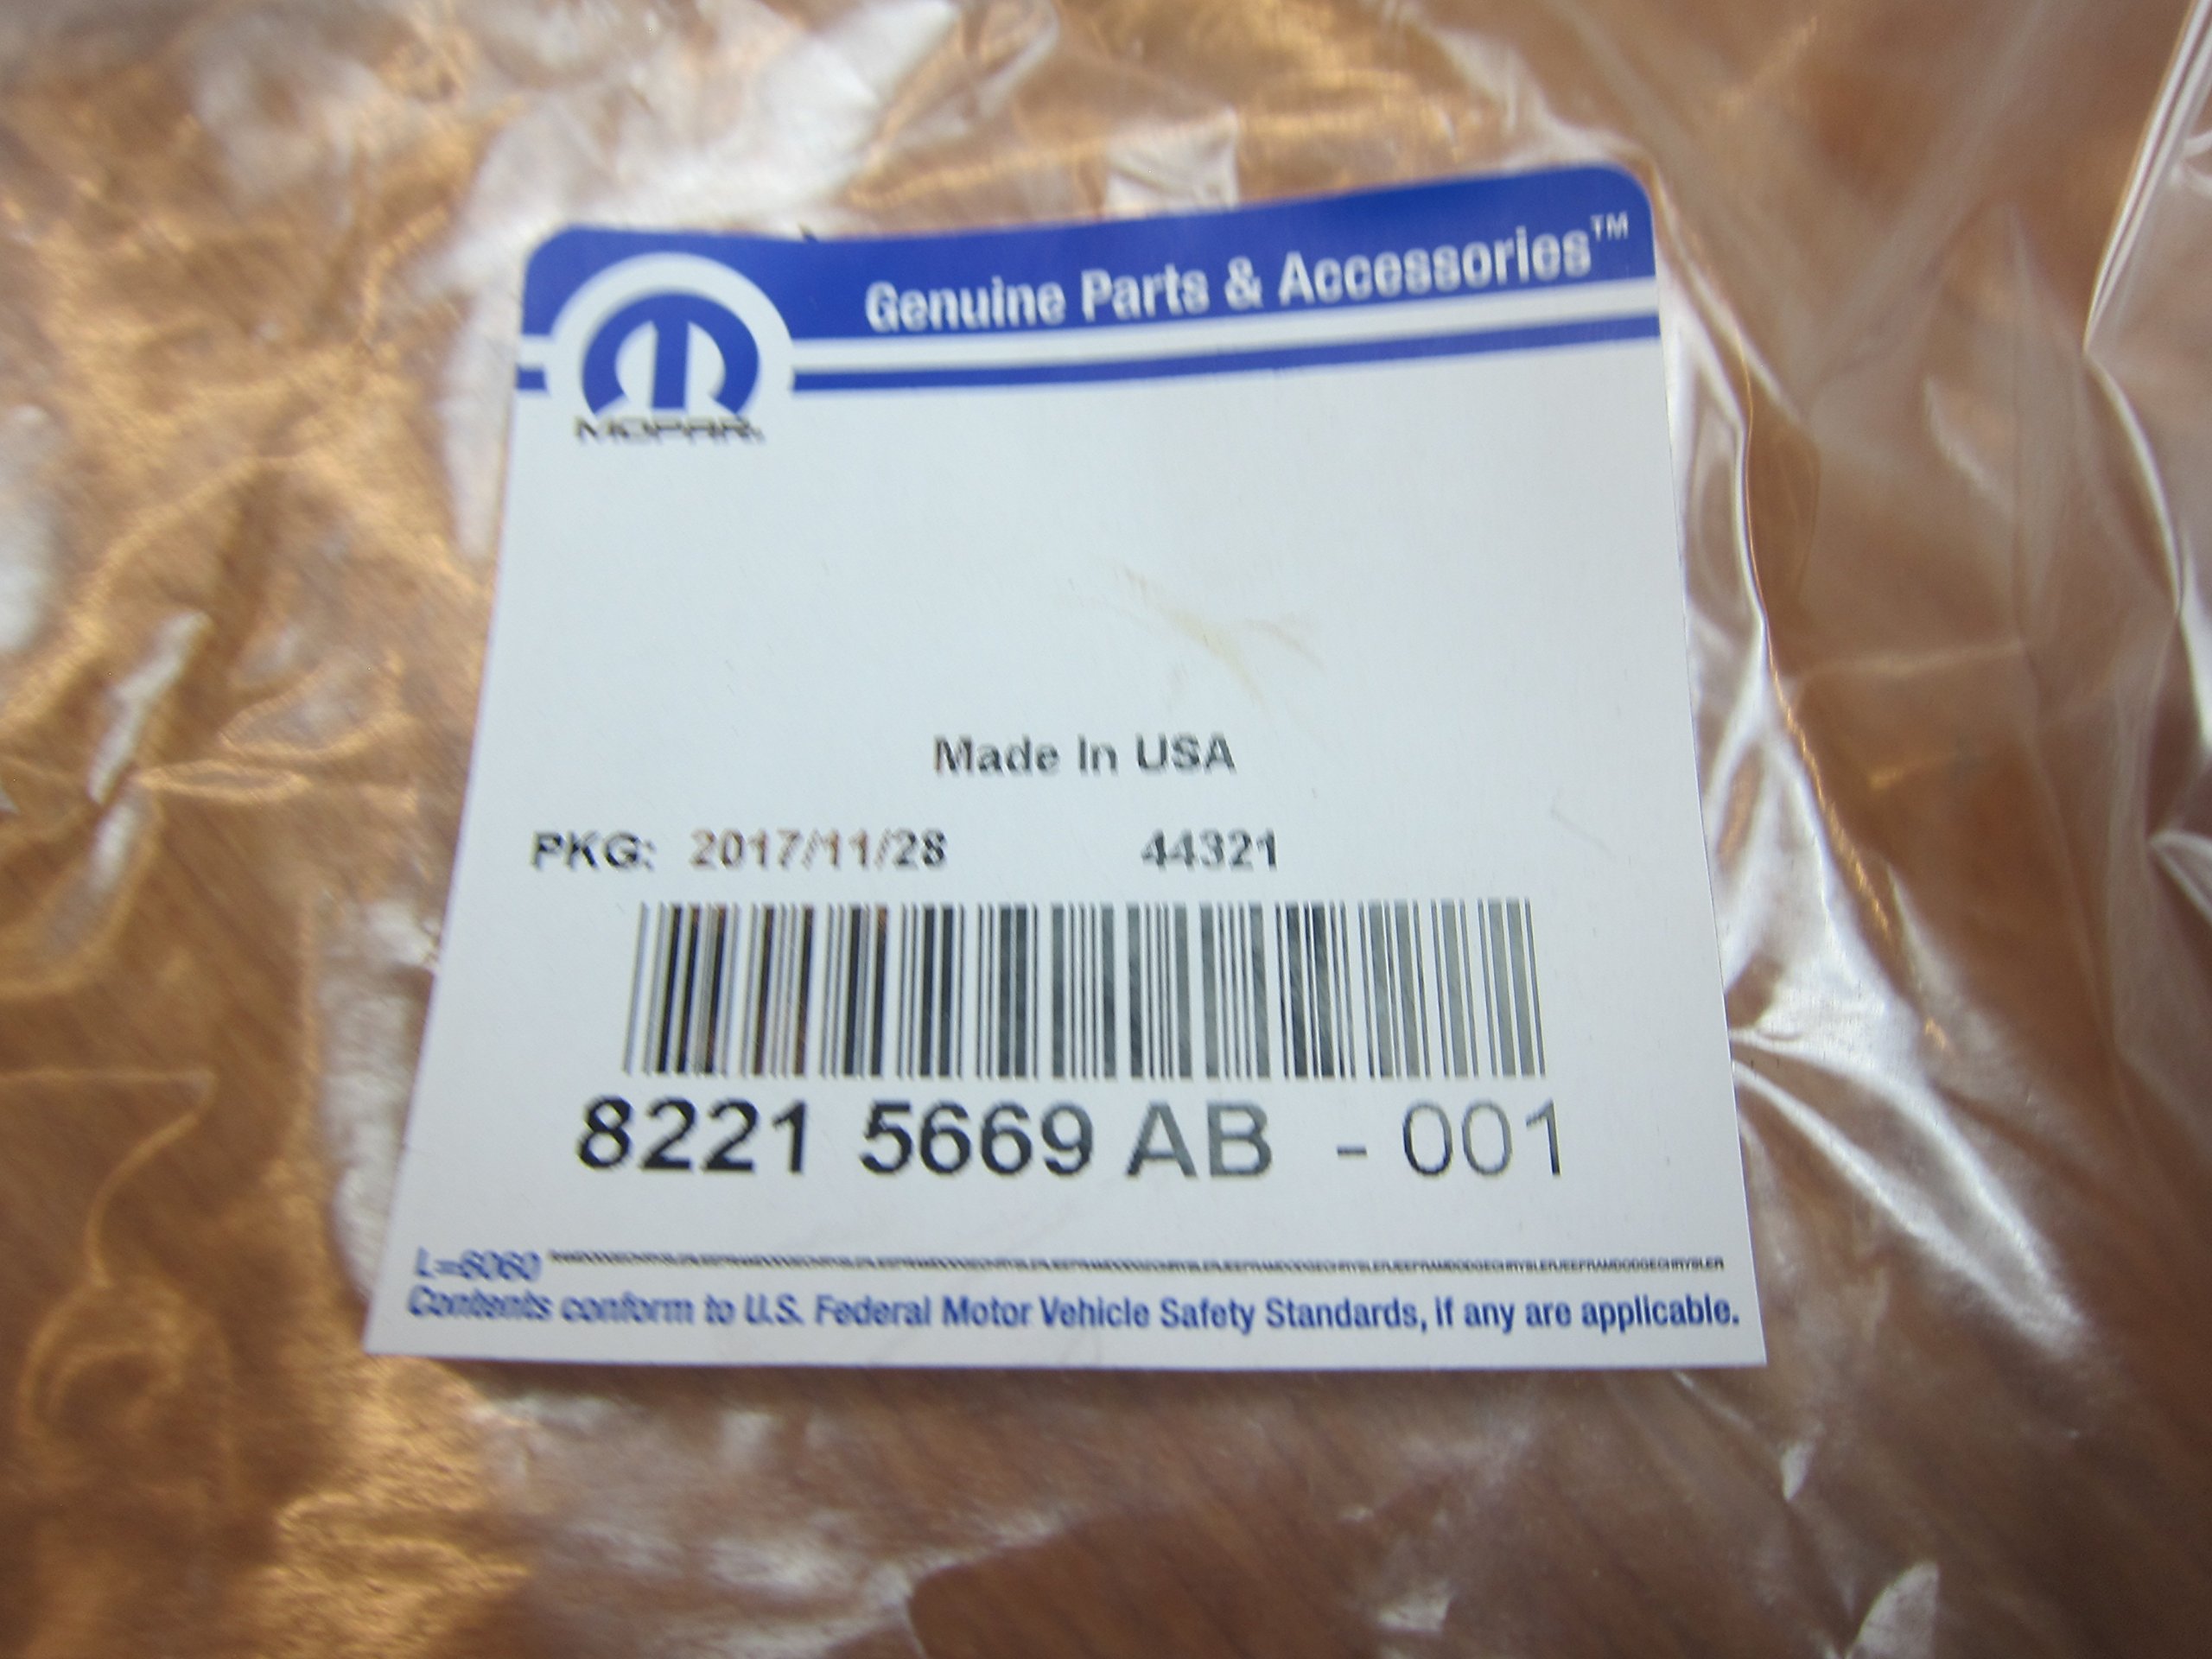 Genuine Parts & Accessories™
MOPAR®
Made In USA
PKG: 2017/11/28 44321
8221 5669 AB - 001
L=6060
Contents conform to U.S. Federal Motor Vehicle Safety Standards, if any are applicable.